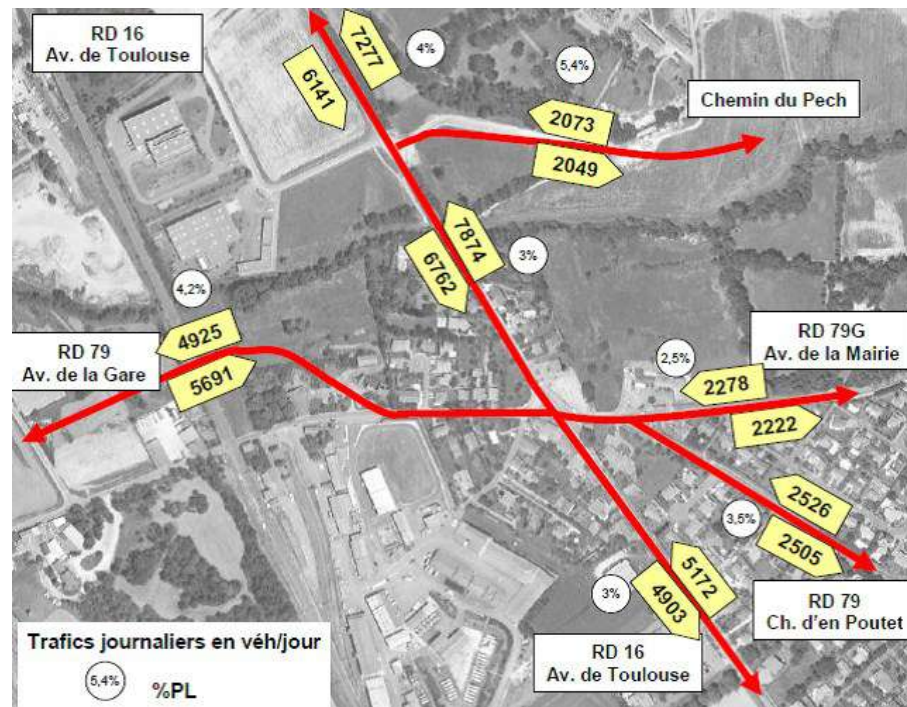 RD 16
Av. de Toulouse
7277
4%
6141
5,4%
2073
2049
Chemin du Pech
7874
6762
3%
4,2%
4925
5691
RD 79
Av. de la Gare
RD 79G
Av. de la Mairie
2,5%
2278
2222
2526
2505
3,5%
5172
4903
3%
RD 79
Ch. d'en Poutet
RD 16
Av. de Toulouse
Trafics journaliers en véh/jour
5,4%
%PL